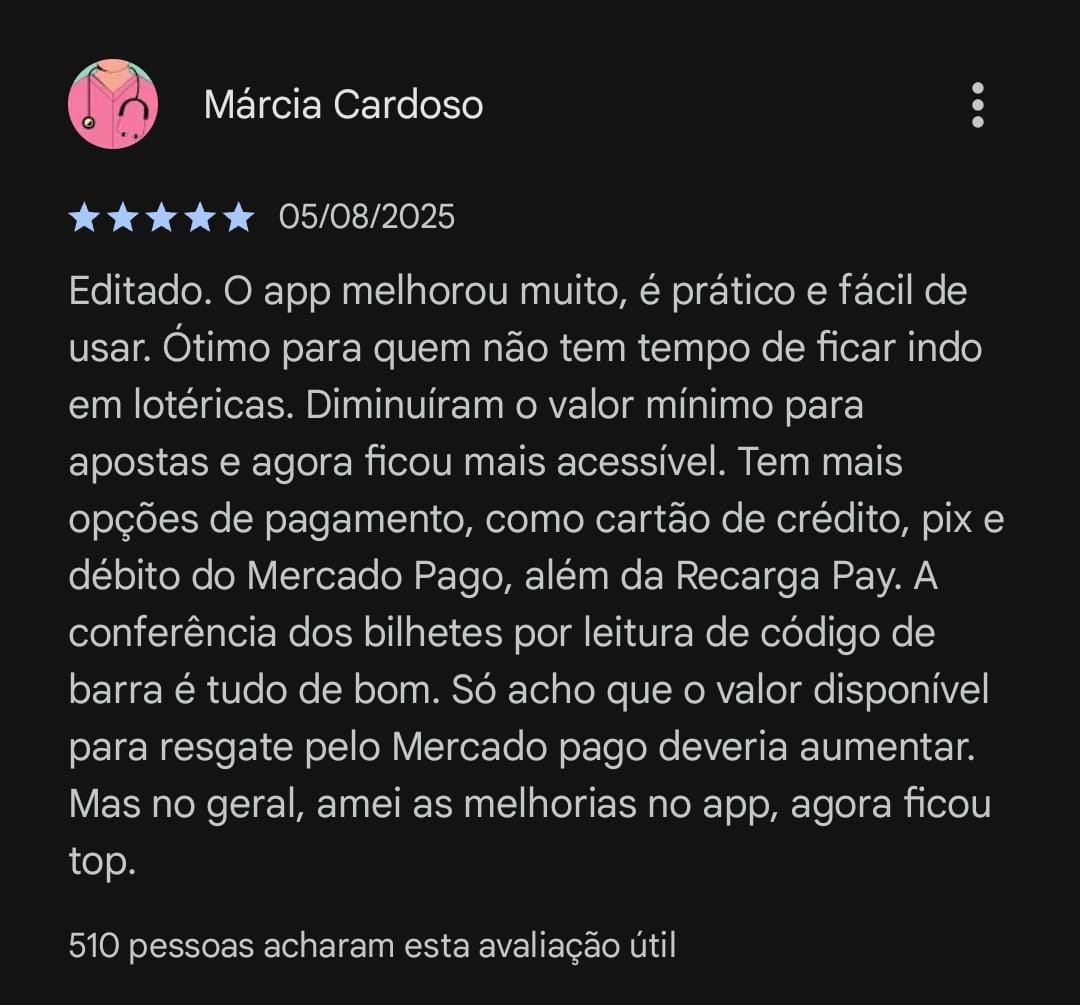 Márcia Cardoso
05/08/2025
Editado. O app melhorou muito, é prático e fácil de
usar. Ótimo para quem não tem tempo de ficar indo
em lotéricas. Diminuíram o valor mínimo para
apostas e agora ficou mais acessível. Tem mais
opções de pagamento, como cartão de crédito, pix e
débito do Mercado Pago, além da Recarga Pay. A
conferência dos bilhetes por leitura de código de
barra é tudo de bom. Só acho que o valor disponível
para resgate pelo Mercado pago deveria aumentar.
Mas no geral, amei as melhorias no app, agora ficou
top.
510 pessoas acharam esta avaliação útil